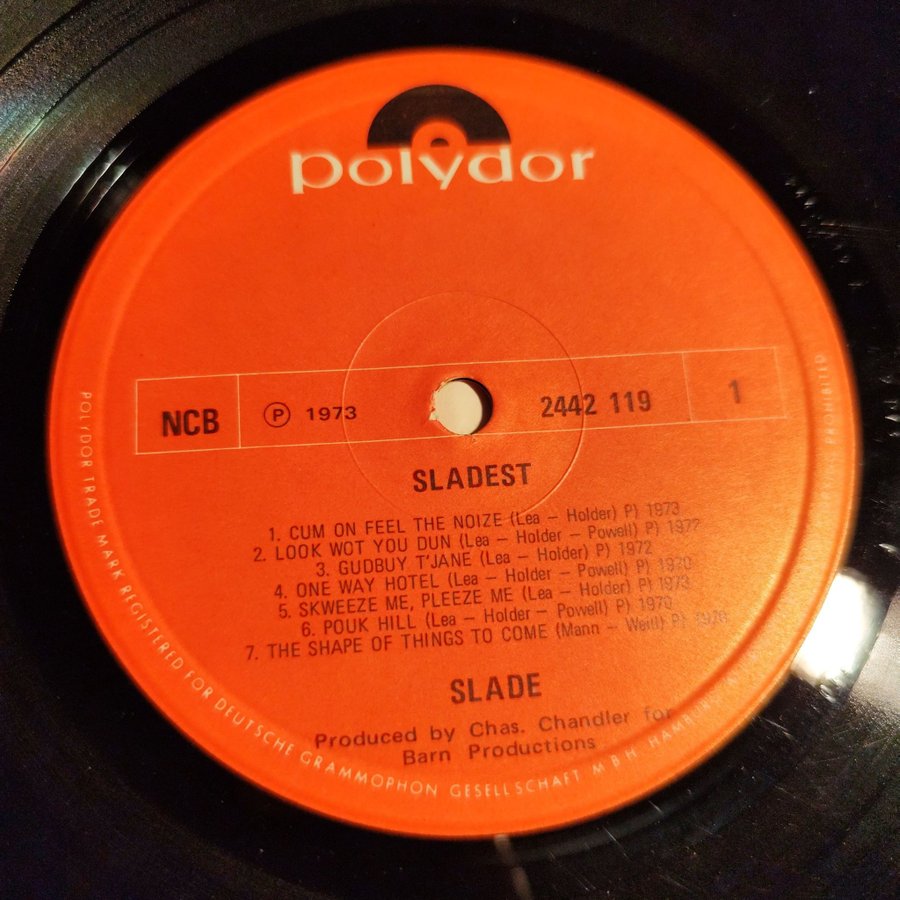 polydor
NCB Ⓟ 1973 2442 119 1
SLADEST
1. CUM ON FEEL THE NOIZE (Lea – Holder) P) 1973
2. LOOK WOT YOU DUN (Lea – Holder – Powell) P) 1972
3. GUDBUY T'JANE (Lea – Holder) P) 1972
4. ONE WAY HOTEL (Lea – Holder – Powell) P) 1970
5. SKWEEZE ME, PLEEZE ME (Lea – Holder) P) 1973
6. POUK HILL (Lea – Holder – Powell) P) 1970
7. THE SHAPE OF THINGS TO COME (Mann – Weill) P) 1970
SLADE
Produced by Chas. Chandler for
Barn Productions
POLYDOR TRADE MARK REGISTERED FOR DEUTSCHE GRAMMOPHON GESELLSCHAFT M B H HAMBURG
PROHIBITED